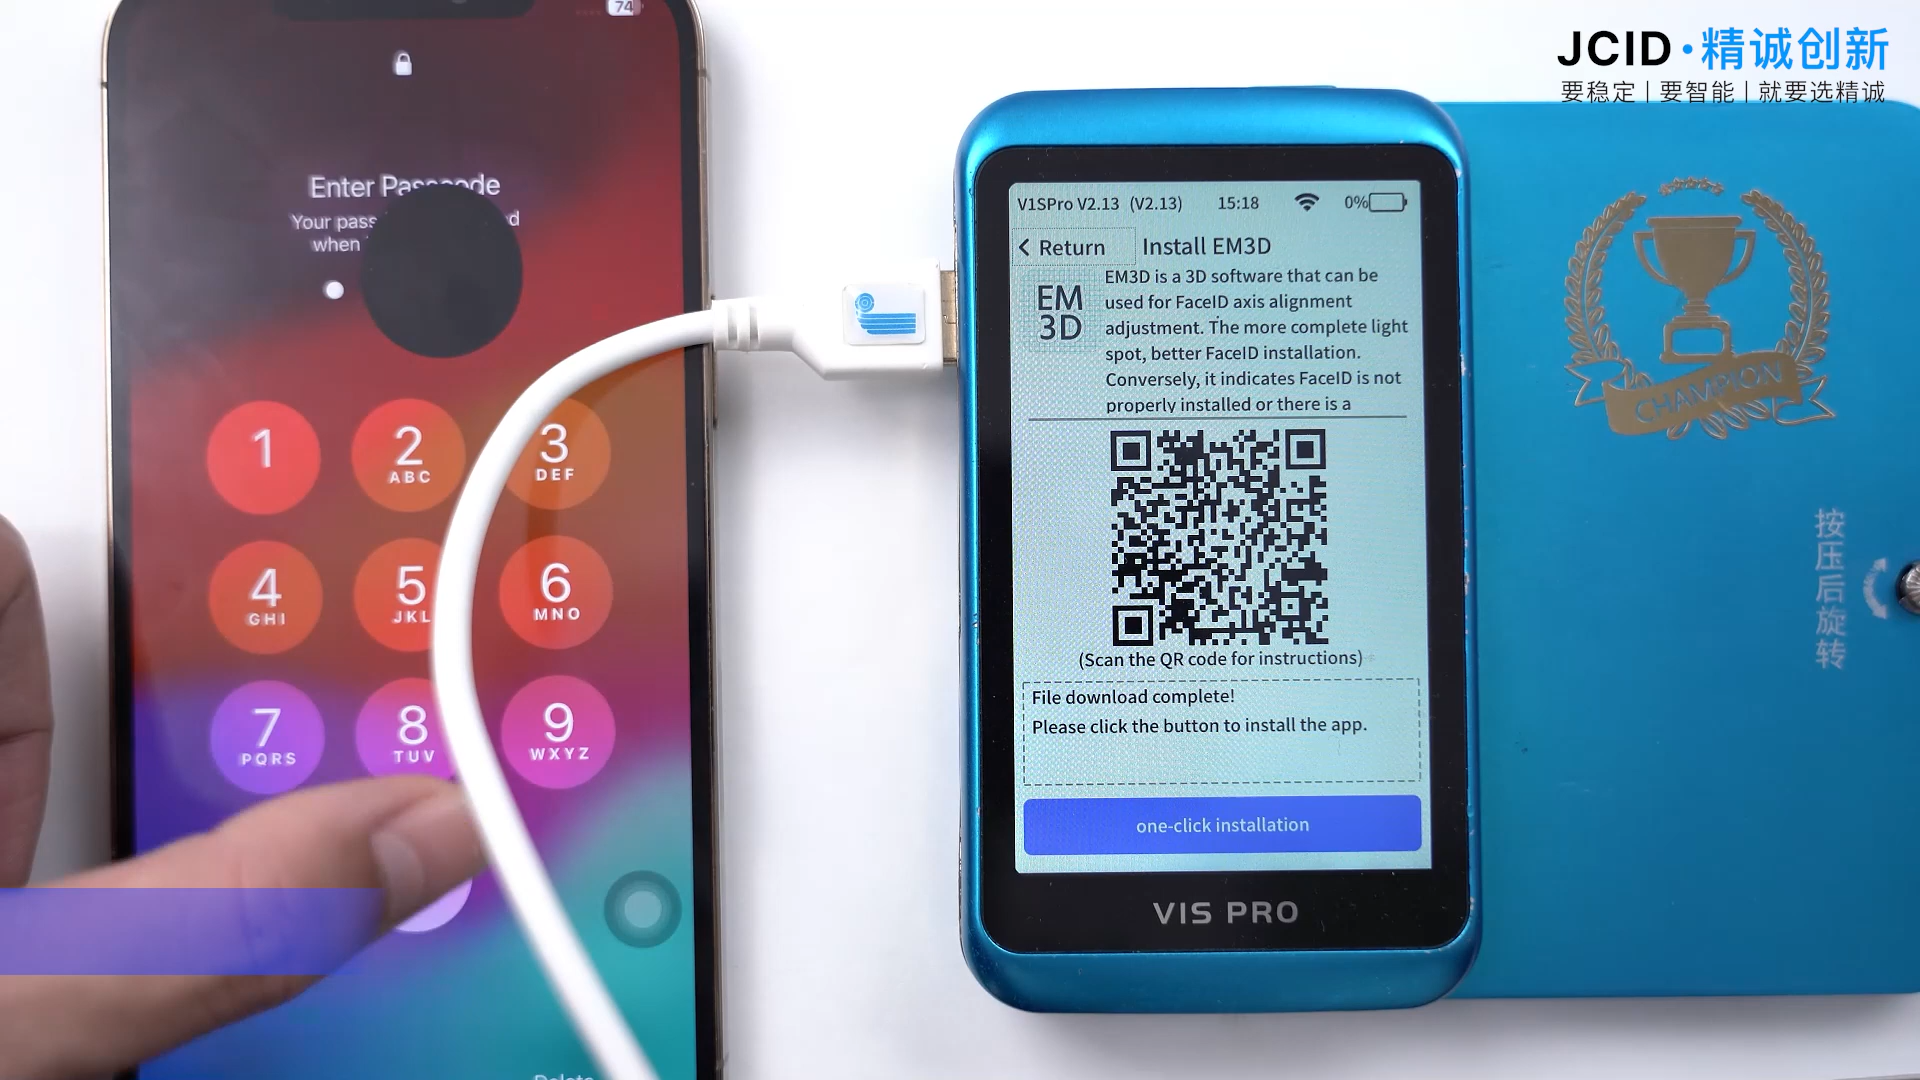 74
Enter Passcode
Your pass
when
1
2
ABC
3
DEF
4
GHI
5
JKL
6
MNO
7
PQRS
8
TUV
9
WXYZ
JCID·精诚创新
要稳定|要智能|就要选精诚
V1SPro V2.13 (V2.13) 15:18 0%
< Return Install EM3D
EM
3D
EM3D is a 3D software that can be
used for FaceID axis alignment
adjustment. The more complete light
spot, better FaceID installation.
Conversely, it indicates FaceID is not
properly installed or there is a
(Scan the QR code for instructions)
File download complete!
Please click the button to install the app.
one-click installation
VIS PRO
CHAMPION
按压后旋转